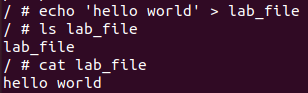 / # echo 'hello world' > lab_file
/ # ls lab_file
lab_file
/ # cat lab_file
hello world